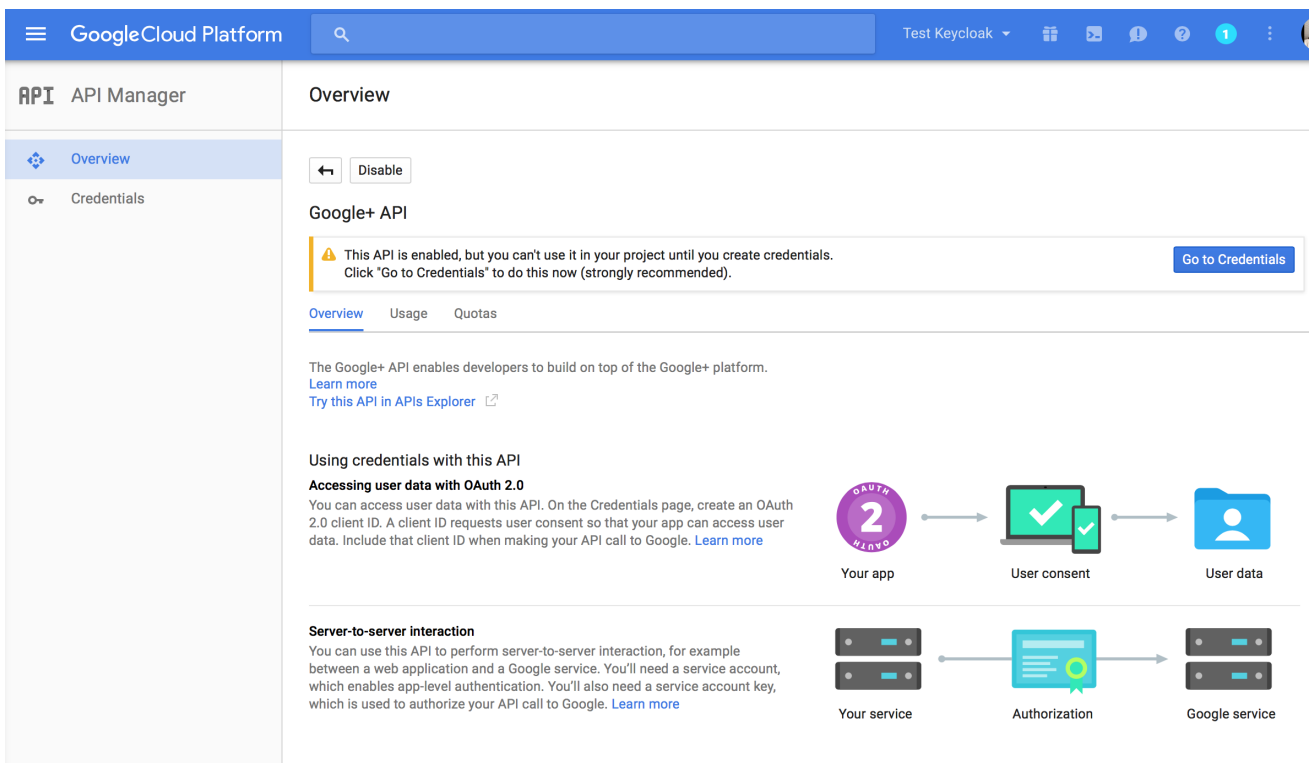 Google Cloud Platform
Test Keycloak
1
API API Manager
Overview
Overview
Credentials
Disable
Google+ API
This API is enabled, but you can't use it in your project until you create credentials.
Click "Go to Credentials" to do this now (strongly recommended).
Go to Credentials
Overview Usage Quotas
The Google+ API enables developers to build on top of the Google+ platform.
Learn more
Try this API in APIs Explorer
Using credentials with this API
Accessing user data with OAuth 2.0
You can access user data with this API. On the Credentials page, create an OAuth
2.0 client ID. A client ID requests user consent so that your app can access user
data. Include that client ID when making your API call to Google. Learn more
OAUTH
2
OAUTH
Your app
User consent
User data
Server-to-server interaction
You can use this API to perform server-to-server interaction, for example
between a web application and a Google service. You'll need a service account,
which enables app-level authentication. You'll also need a service account key,
which is used to authorize your API call to Google. Learn more
Your service
Authorization
Google service